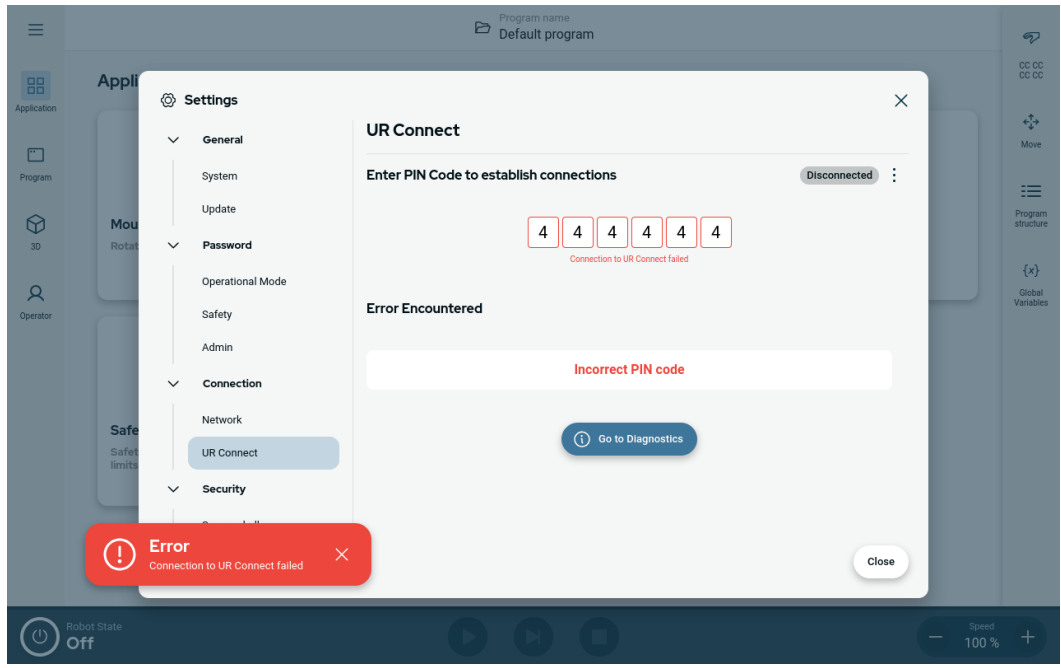 Program name
Default program
Application
Program
3D
Operator
CC CC
CC CC
Move
Program
structure
{x}
Global
Variables
Appli
Mou
Rotat
Safe
Safet
limits
Settings
General
System
Update
Password
Operational Mode
Safety
Admin
Connection
Network
UR Connect
Security
UR Connect
Enter PIN Code to establish connections
Disconnected
4 4 4 4 4 4
Connection to UR Connect failed
Error Encountered
Incorrect PIN code
Go to Diagnostics
Close
Error
Connection to UR Connect failed
Robot State
Off
Speed
100 %